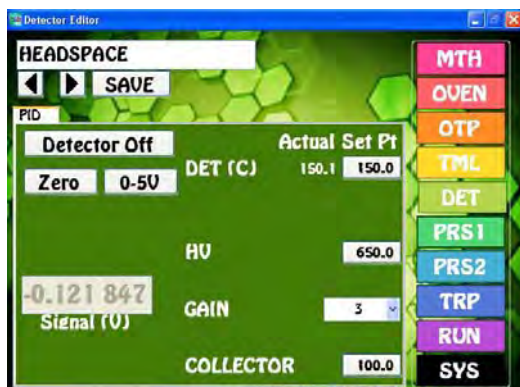 Detector Editor
HEADSPACE
SAVE
PID
Detector Off
Zero 0-5V
Actual Set Pt
DET (C) 150.1 150.0
HV 650.0
-0.121 847
Signal (V)
GAIN 3
COLLECTOR 100.0
MTH
OVEN
OTP
TML
DET
PRS1
PRS2
TRP
RUN
SYS